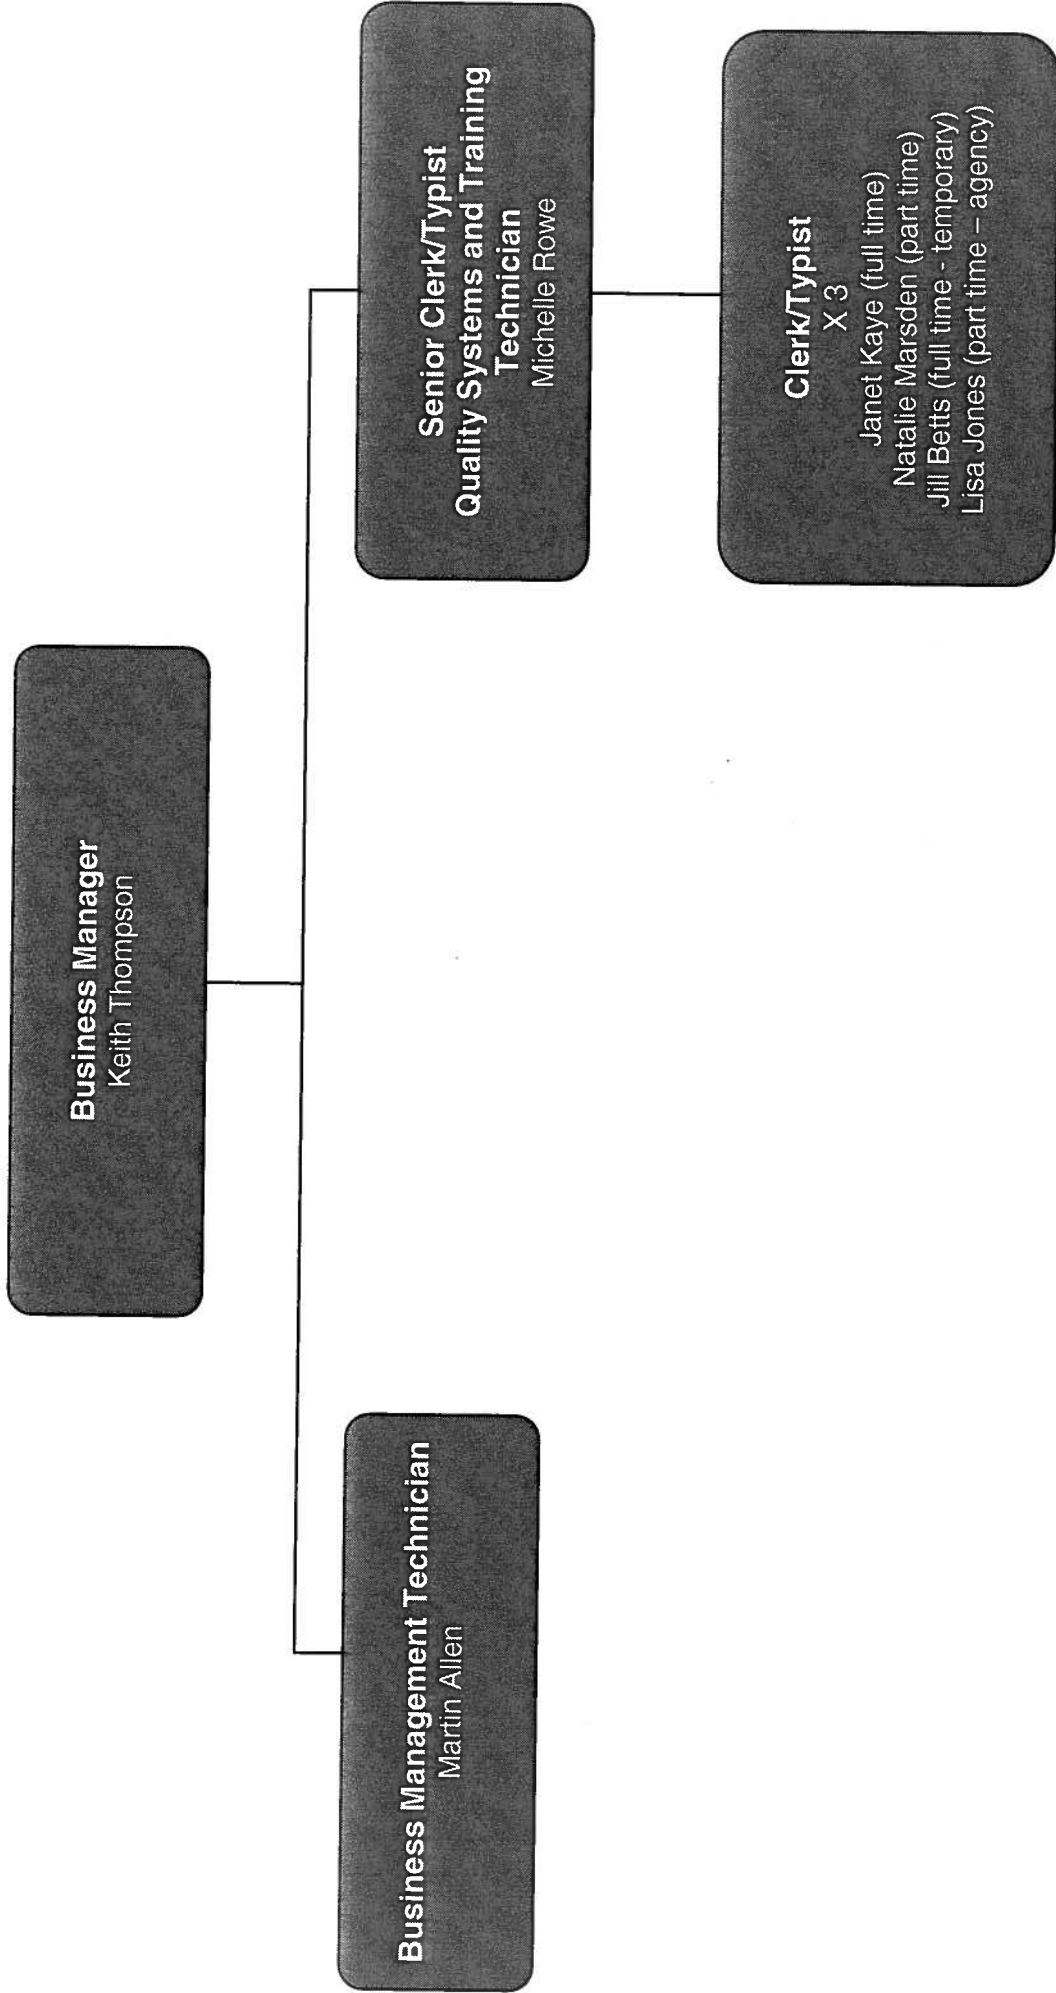 Business Manager
Keith Thompson
Business Management Technician
Martin Allen
Senior Clerk/Typist
Quality Systems and Training
Technician
Michelle Rowe
Clerk/Typist
X 3
Janet Kaye (full time)
Natalie Marsden (part time)
Jill Betts (full time - temporary)
Lisa Jones (part time – agency)